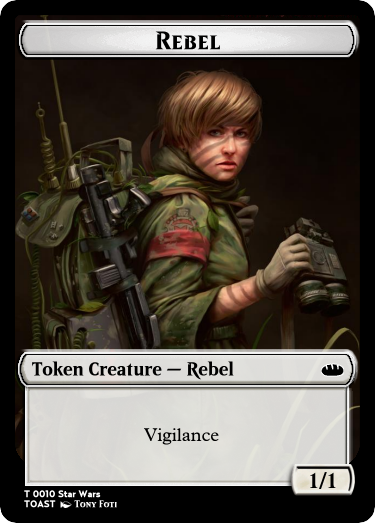 Rebel
Token Creature — Rebel
Vigilance
1/1
T 0010 Star Wars
TOAST Tony Foti